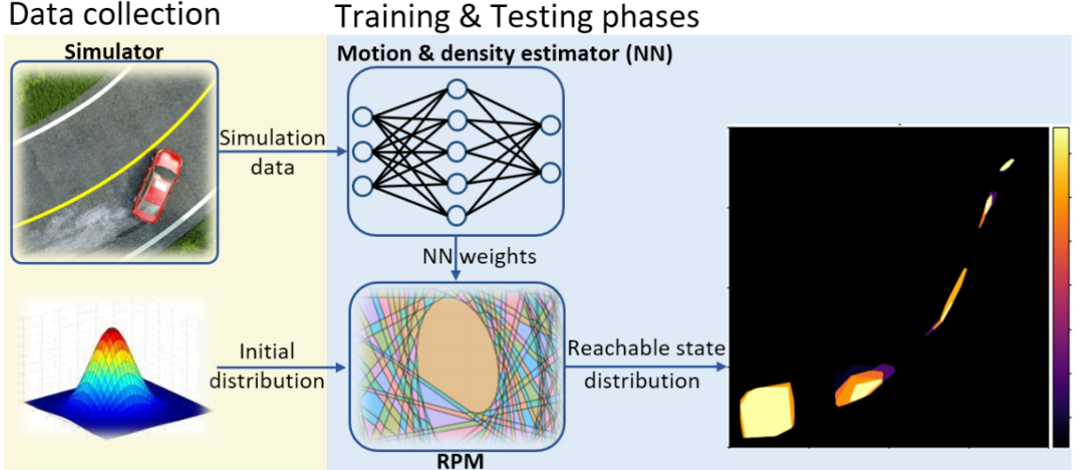 Data collection
Training & Testing phases
Simulator
Motion & density estimator (NN)
Simulation
data
NN weights
Initial
distribution
Reachable state
distribution
RPM